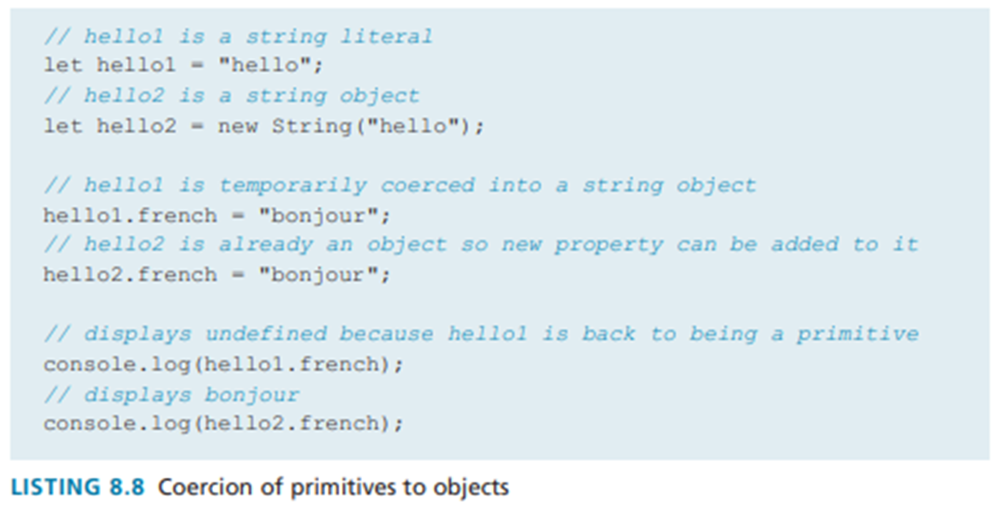 // hello1 is a string literal
let hello1 = "hello";
// hello2 is a string object
let hello2 = new String("hello");
// hello1 is temporarily coerced into a string object
hello1.french = "bonjour";
// hello2 is already an object so new property can be added to it
hello2.french = "bonjour";
// displays undefined because hello1 is back to being a primitive
console.log(hello1.french);
// displays bonjour
console.log(hello2.french);
LISTING 8.8 Coercion of primitives to objects